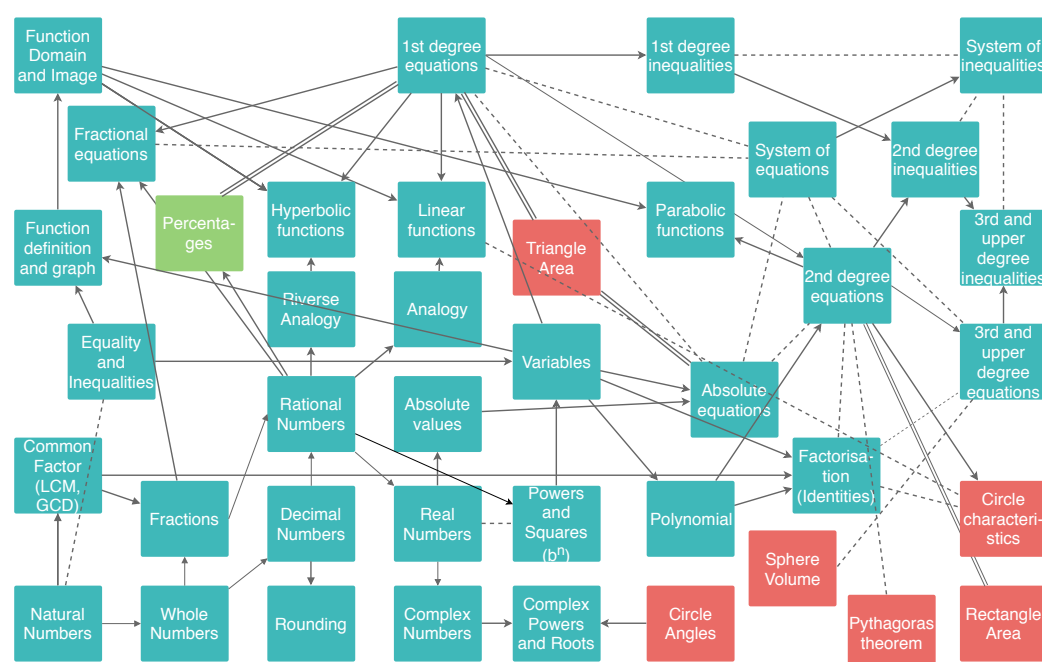 Function
Domain
and Image
1st degree
equations
1st degree
inequalities
System of
inequalities
Fractional
equations
System of
equations
2nd degree
inequalities
Percenta-
ges
Hyperbolic
functions
Linear
functions
Parabolic
functions
Function
definition
and graph
Triangle
Area
3rd and
upper
degree
inequalities
2nd degree
equations
Riverse
Analogy
Analogy
Equality
and
Inequalities
Variables
3rd and
upper
degree
equations
Absolute
equations
Rational
Numbers
Absolute
values
Common
Factor
(LCM,
GCD)
Factorisa-
tion
(Identities)
Fractions
Decimal
Numbers
Real
Numbers
Powers
and
Squares
(bⁿ)
Polynomial
Circle
characteri-
stics
Sphere
Volume
Natural
Numbers
Whole
Numbers
Rounding
Complex
Numbers
Complex
Powers
and Roots
Circle
Angles
Pythagoras
theorem
Rectangle
Area